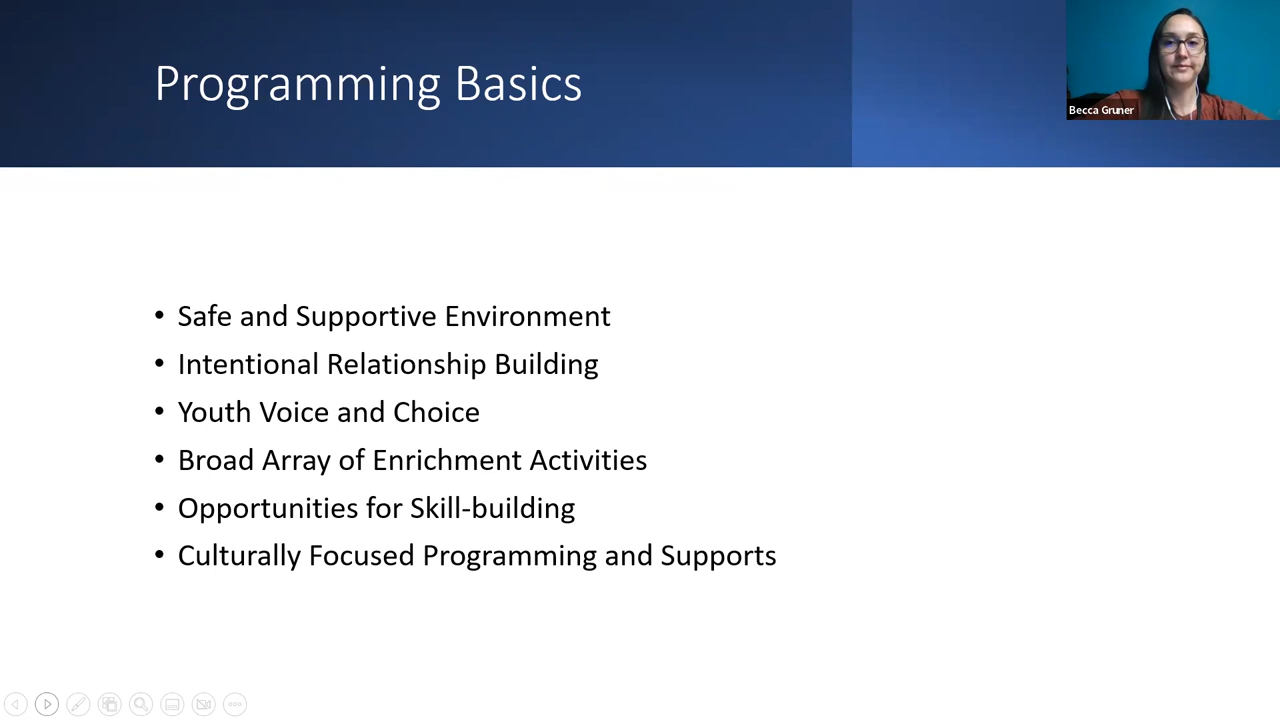 Programming Basics
Becca Gruner
• Safe and Supportive Environment
• Intentional Relationship Building
• Youth Voice and Choice
• Broad Array of Enrichment Activities
• Opportunities for Skill-building
• Culturally Focused Programming and Supports